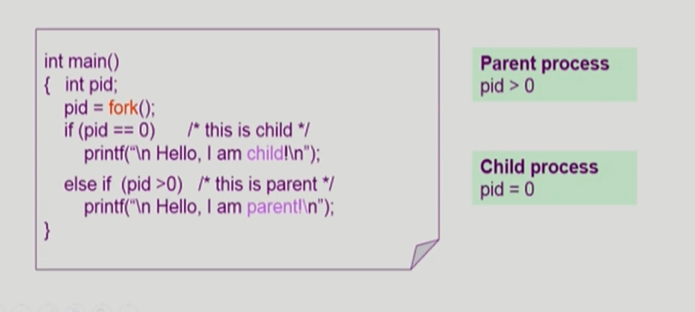 int main()
{ int pid;
pid = fork();
if (pid == 0) /* this is child */
printf("\n Hello, I am child!\n");
else if (pid >0) /* this is parent */
printf("\n Hello, I am parent!\n");
}
Parent process
pid > 0
Child process
pid = 0